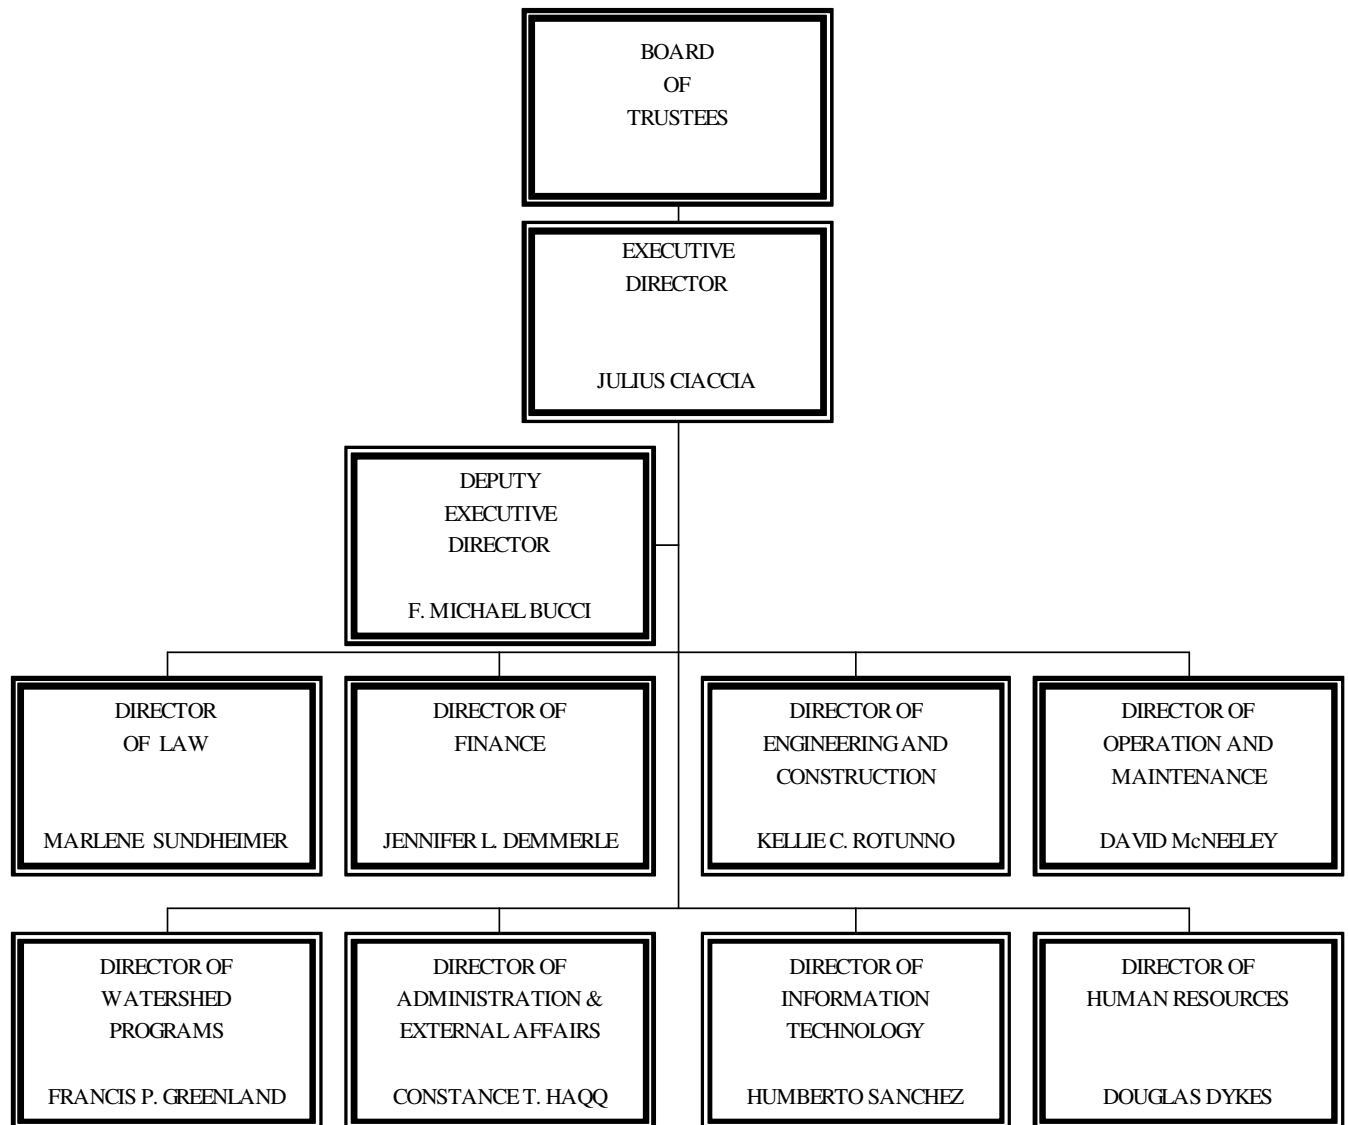 BOARD
OF
TRUSTEES
EXECUTIVE
DIRECTOR
JULIUS CIACCIA
DEPUTY
EXECUTIVE
DIRECTOR
F. MICHAEL BUCCI
DIRECTOR
OF LAW
MARLENE SUNDHEIMER
DIRECTOR OF
FINANCE
JENNIFER L. DEMMERLE
DIRECTOR OF
ENGINEERING AND
CONSTRUCTION
KELLIE C. ROTUNNO
DIRECTOR OF
OPERATION AND
MAINTENANCE
DAVID McNEELEY
DIRECTOR OF
WATERSHED
PROGRAMS
FRANCIS P. GREENLAND
DIRECTOR OF
ADMINISTRATION &
EXTERNAL AFFAIRS
CONSTANCE T. HAQQ
DIRECTOR OF
INFORMATION
TECHNOLOGY
HUMBERTO SANCHEZ
DIRECTOR OF
HUMAN RESOURCES
DOUGLAS DYKES